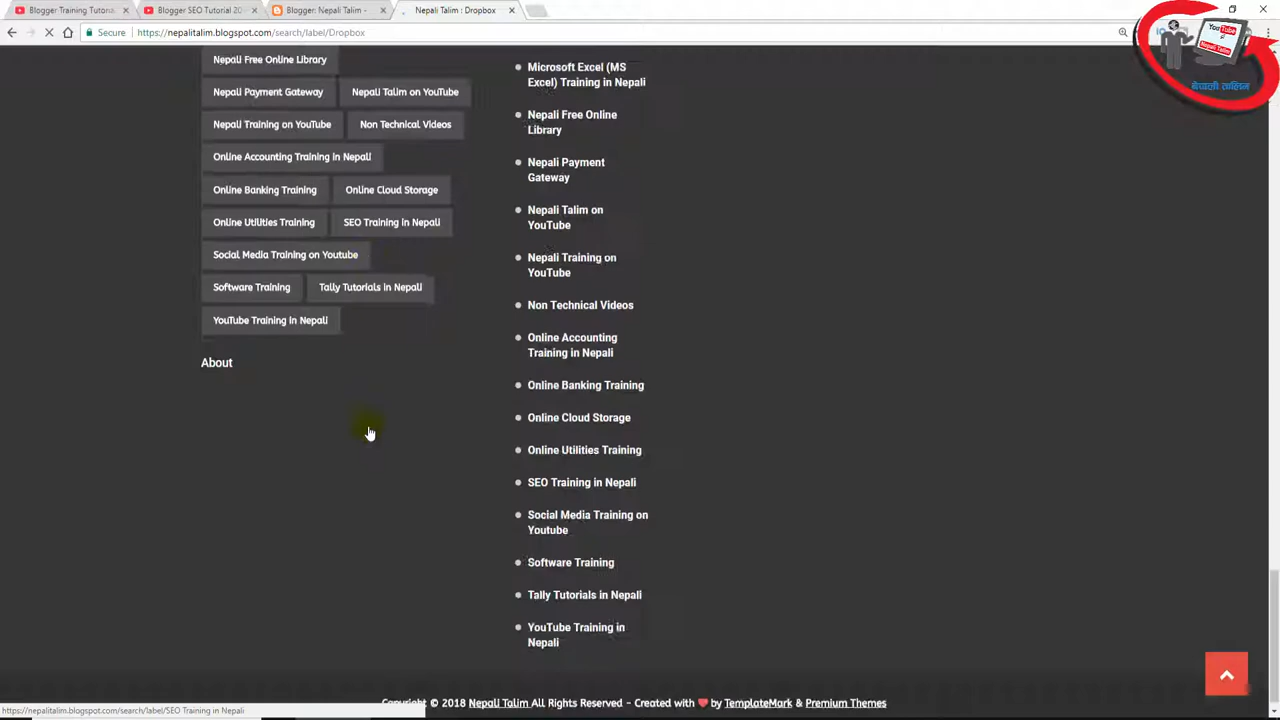 Blogger Training Tutoria
Blogger SEO Tutorial 20
Blogger: Nepali Talim -
Nepali Talim : Dropbox
Secure
https://nepalitalim.blogspot.com/search/label/Dropbox
YouTube
Nepali Talim
नेपाली तालिम
Nepali Free Online Library
Nepali Payment Gateway
Nepali Talim on YouTube
Nepali Training on YouTube
Non Technical Videos
Online Accounting Training in Nepali
Online Banking Training
Online Cloud Storage
Online Utilities Training
SEO Training in Nepali
Social Media Training on Youtube
Software Training
Tally Tutorials in Nepali
YouTube Training in Nepali
About
Microsoft Excel (MS
Excel) Training in Nepali
Nepali Free Online
Library
Nepali Payment
Gateway
Nepali Talim on
YouTube
Nepali Training on
YouTube
Non Technical Videos
Online Accounting
Training in Nepali
Online Banking Training
Online Cloud Storage
Online Utilities Training
SEO Training in Nepali
Social Media Training on
Youtube
Software Training
Tally Tutorials in Nepali
YouTube Training in
Nepali
Copyright © 2018 Nepali Talim All Rights Reserved - Created with ❤ by TemplateMark & Premium Themes
https://nepalitalim.blogspot.com/search/label/SEO Training in Nepali